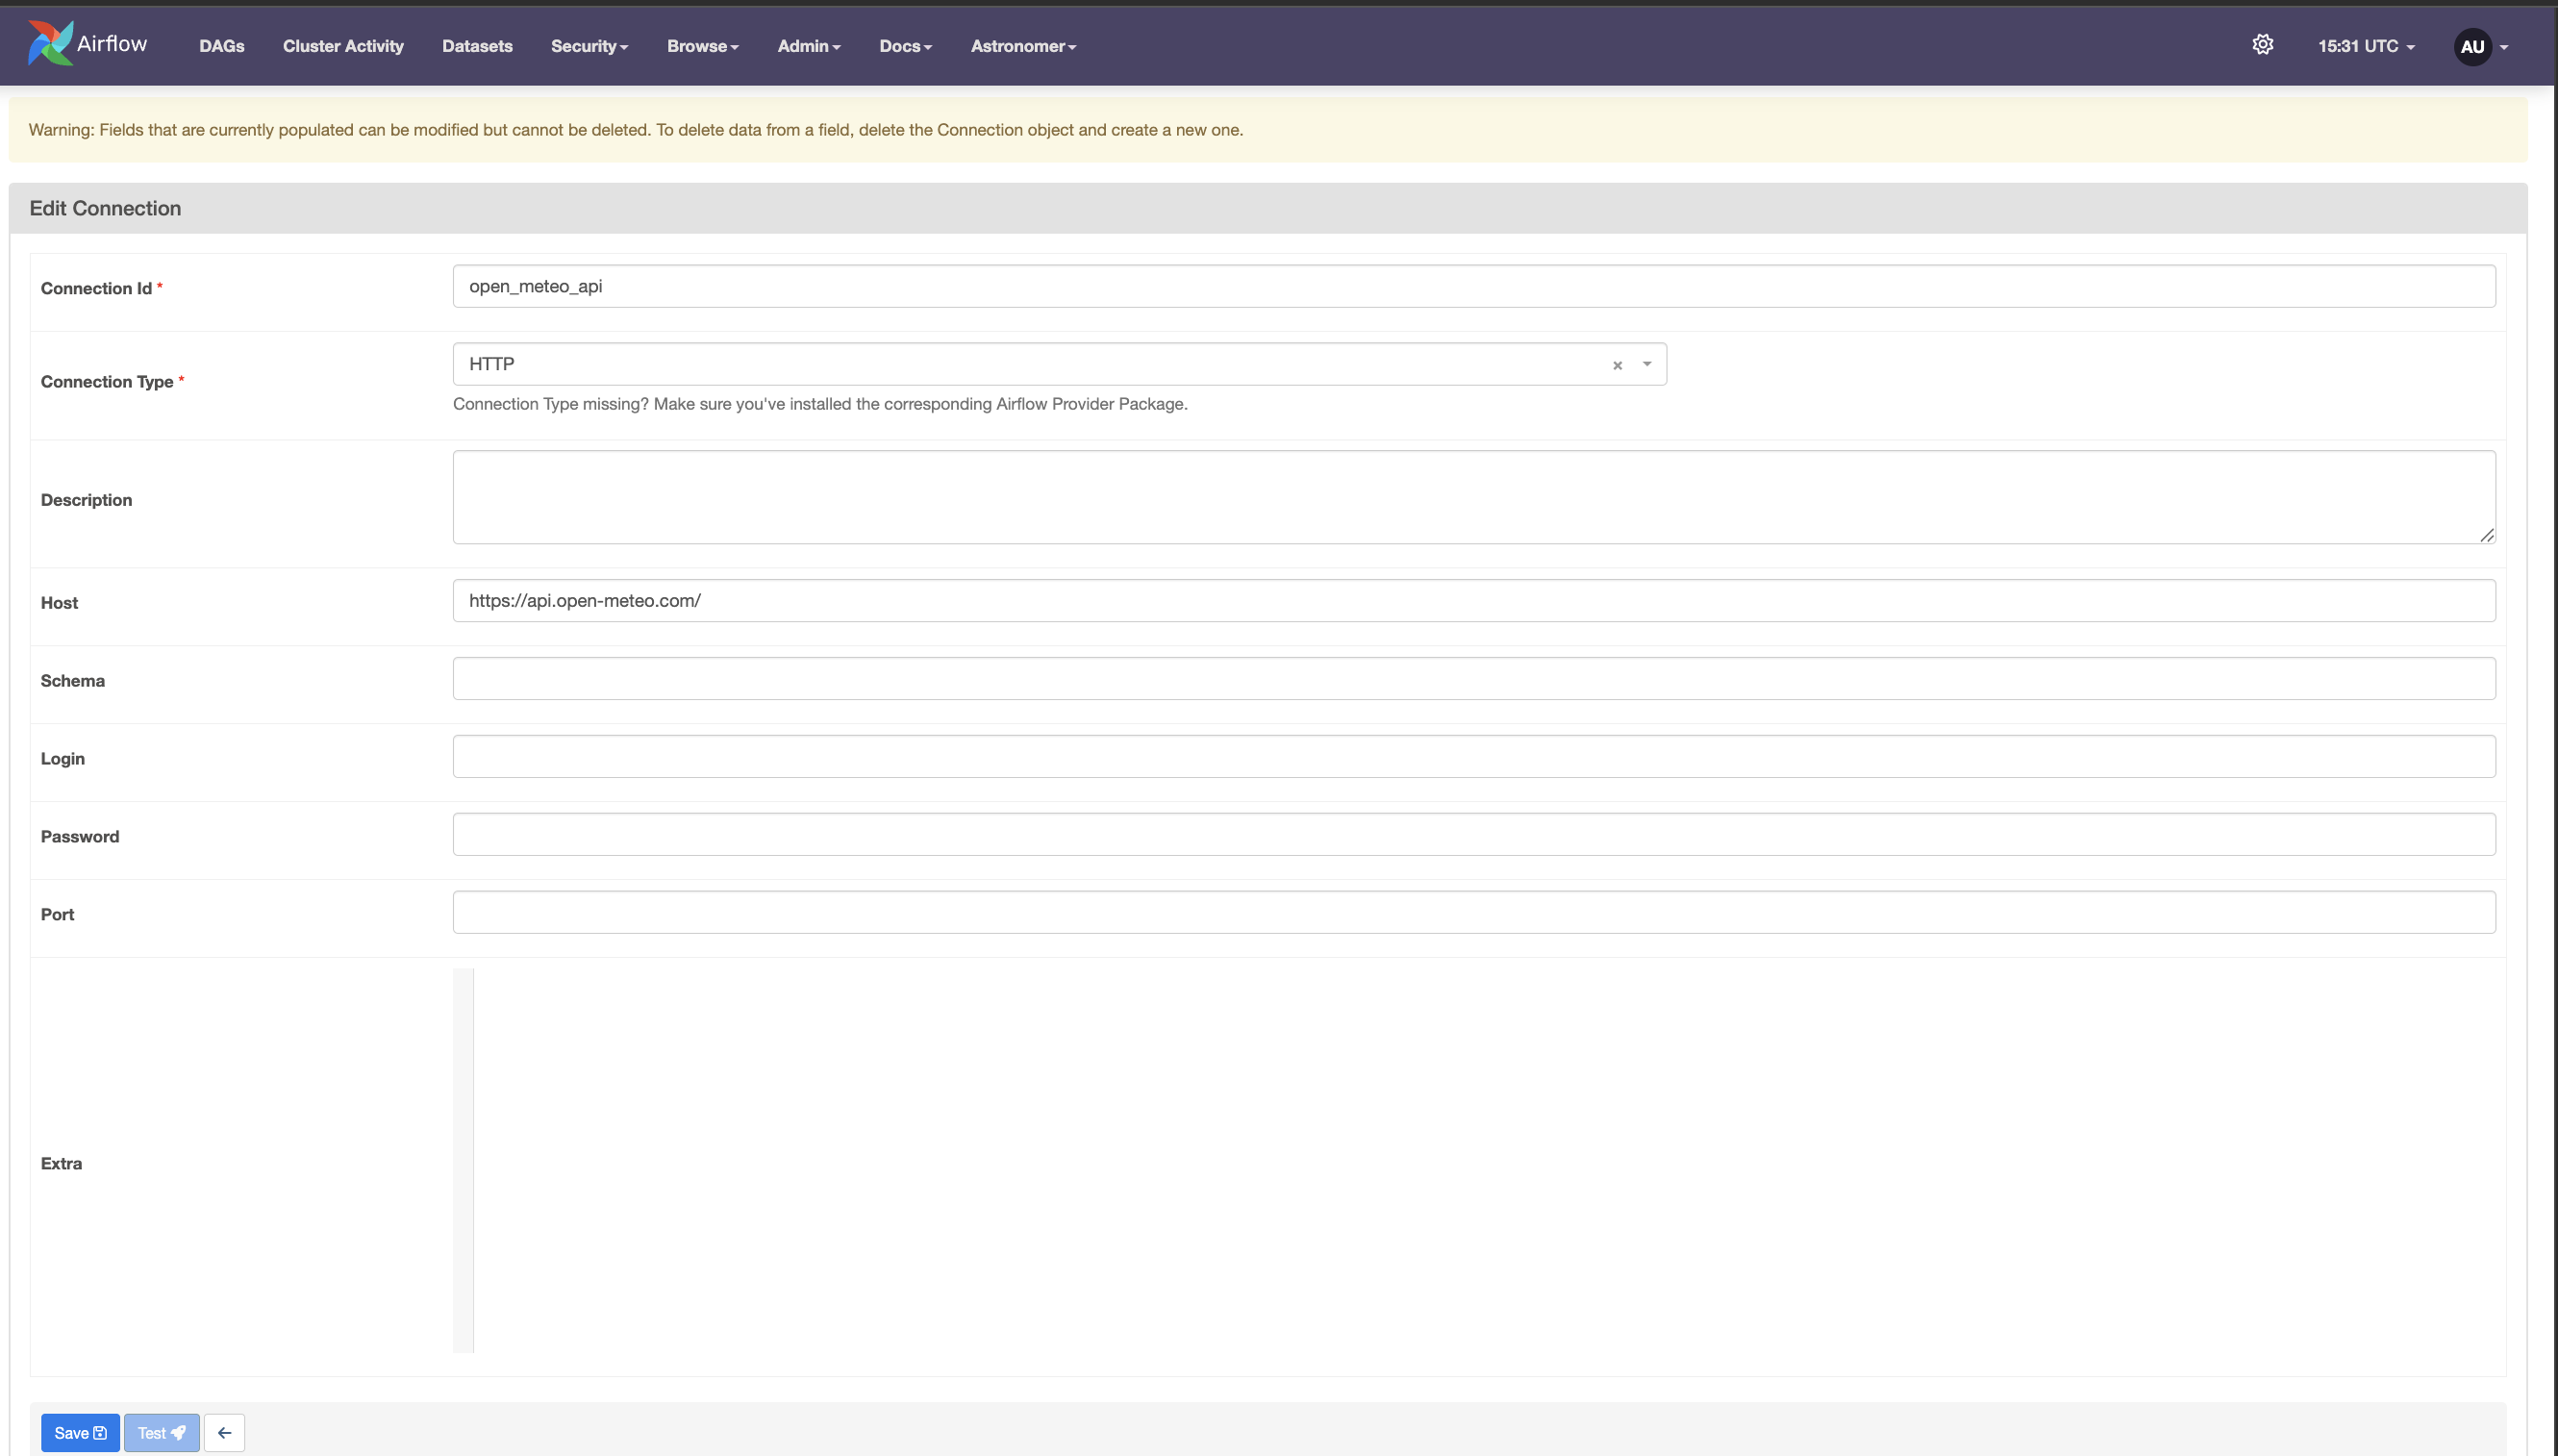 Airflow DAGs Cluster Activity Datasets Security Browse Admin Docs Astronomer 15:31 UTC AU
Warning: Fields that are currently populated can be modified but cannot be deleted. To delete data from a field, delete the Connection object and create a new one.
Edit Connection
Connection Id * open_meteo_api
Connection Type * HTTP ×
Connection Type missing? Make sure you've installed the corresponding Airflow Provider Package.
Description
Host https://api.open-meteo.com/
Schema
Login
Password
Port
Extra
Save Test